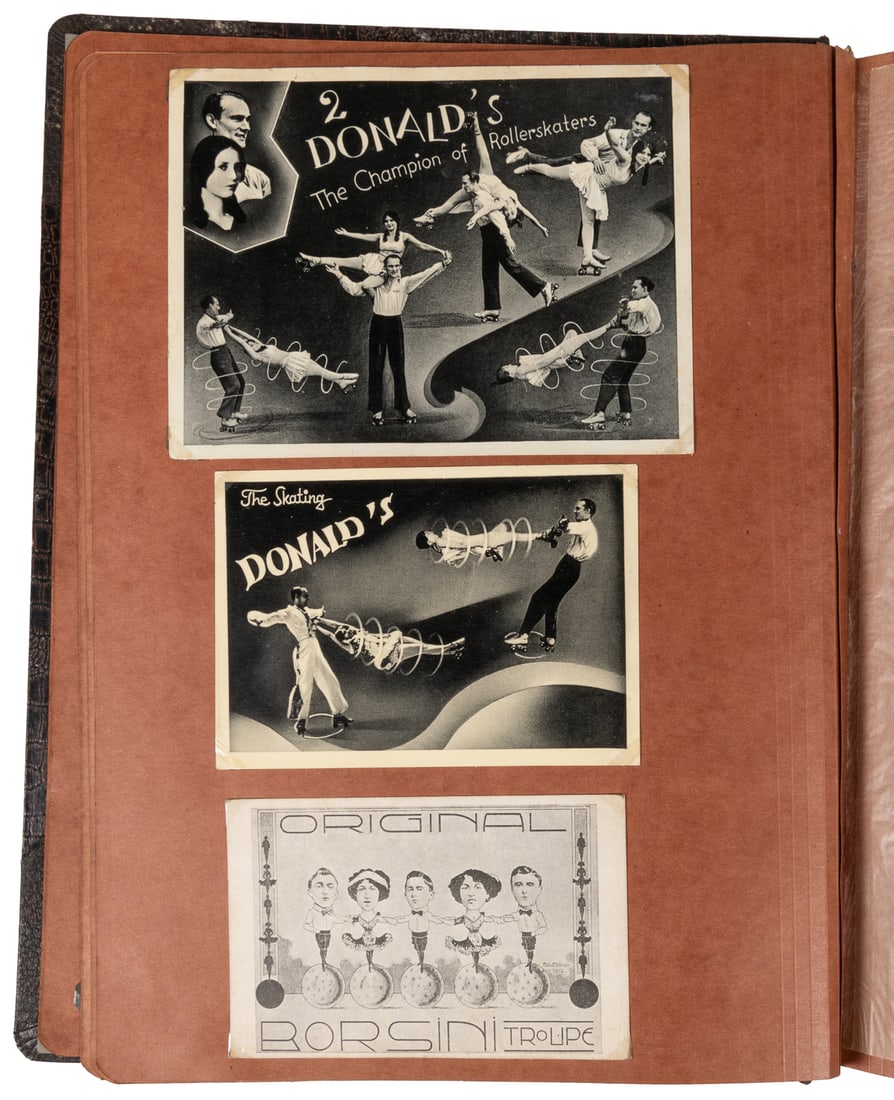 2
DONALD'S
The Champion of Rollerskaters
The Skating
DONALD'S
ORIGINAL
BORSINI TROUPE